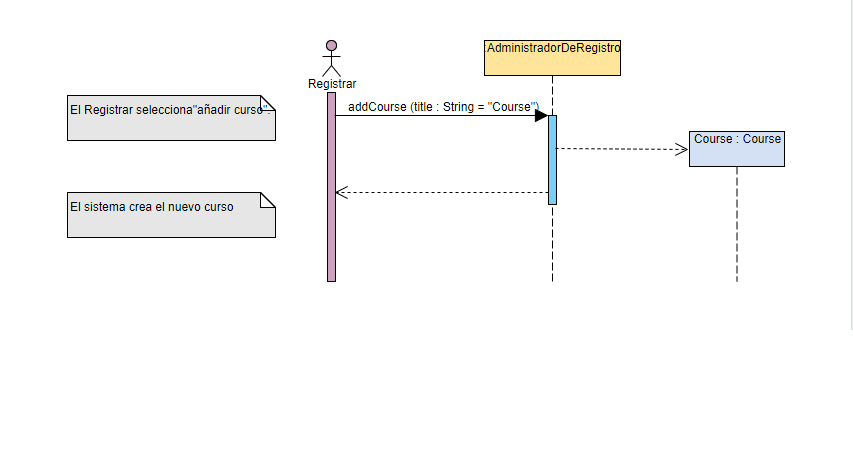 :AdministradorDeRegistro
Registrar
El Registrar selecciona"añadir curso".
addCourse (title : String = "Course")
Course : Course
El sistema crea el nuevo curso